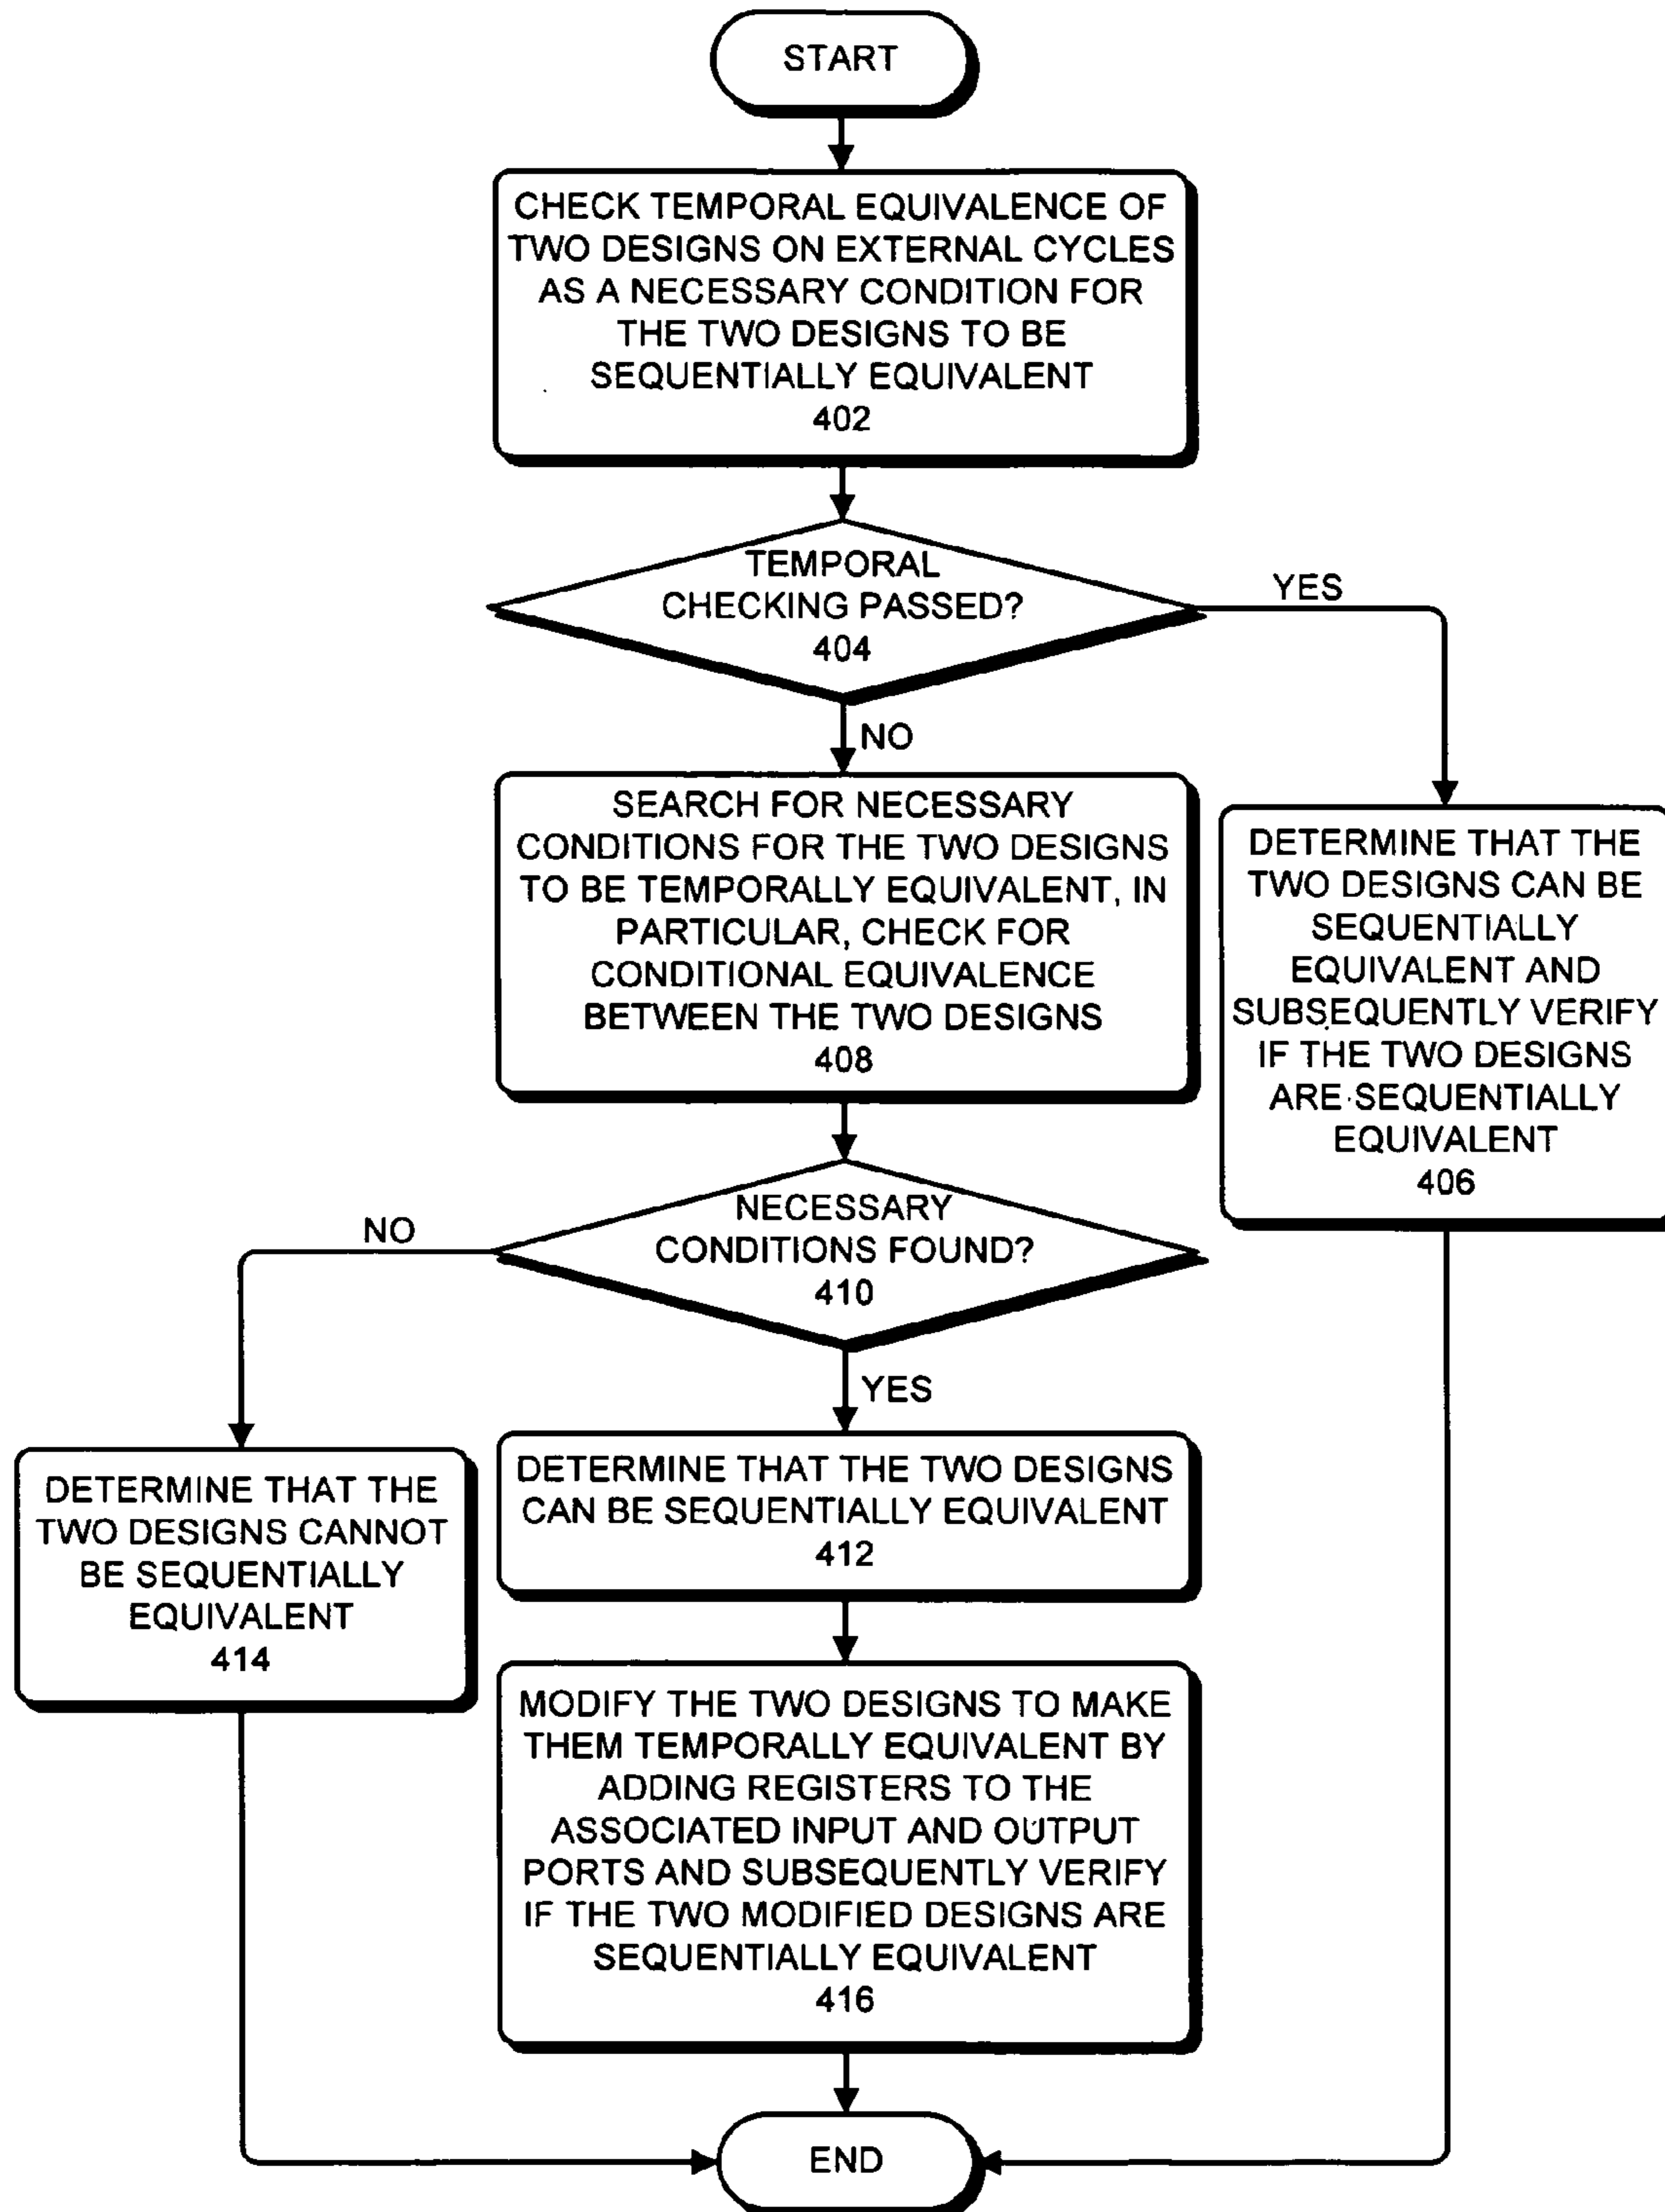 START
CHECK TEMPORAL EQUIVALENCE OF
TWO DESIGNS ON EXTERNAL CYCLES
AS A NECESSARY CONDITION FOR
THE TWO DESIGNS TO BE
SEQUENTIALLY EQUIVALENT
402
TEMPORAL
CHECKING PASSED?
404
YES
NO
SEARCH FOR NECESSARY
CONDITIONS FOR THE TWO DESIGNS
TO BE TEMPORALLY EQUIVALENT, IN
PARTICULAR, CHECK FOR
CONDITIONAL EQUIVALENCE
BETWEEN THE TWO DESIGNS
408
DETERMINE THAT THE
TWO DESIGNS CAN BE
SEQUENTIALLY
EQUIVALENT AND
SUBSEQUENTLY VERIFY
IF THE TWO DESIGNS
ARE SEQUENTIALLY
EQUIVALENT
406
NECESSARY
CONDITIONS FOUND?
410
NO
YES
DETERMINE THAT THE
TWO DESIGNS CANNOT
BE SEQUENTIALLY
EQUIVALENT
414
DETERMINE THAT THE TWO DESIGNS
CAN BE SEQUENTIALLY EQUIVALENT
412
MODIFY THE TWO DESIGNS TO MAKE
THEM TEMPORALLY EQUIVALENT BY
ADDING REGISTERS TO THE
ASSOCIATED INPUT AND OUTPUT
PORTS AND SUBSEQUENTLY VERIFY
IF THE TWO MODIFIED DESIGNS ARE
SEQUENTIALLY EQUIVALENT
416
END